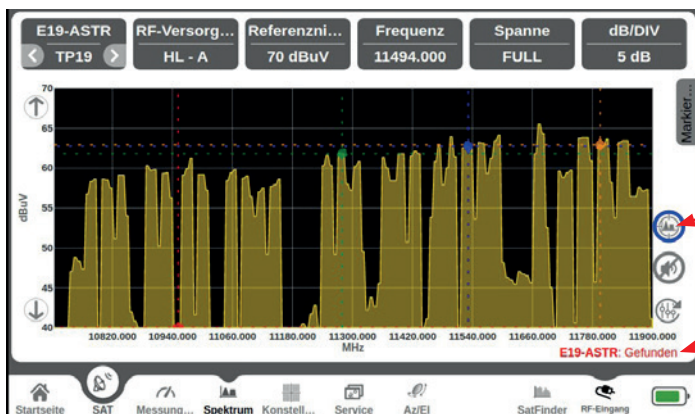 E19-ASTR RF-Versorg... Referenzni... Frequenz Spanne dB/DIV
TP19 HL - A 70 dBuV 11494.000 FULL 5 dB
Markier...
70
65
60
55
50
45
40
dBuV
10820.000 10940.000 11060.000 11180.000 11300.000 11420.000 11540.000 11660.000 11780.000 11900.000
MHz
E19-ASTR: Gefunden
Startseite SAT Messung... Spektrum Konstell... Service Az/El SatFinder RF-Eingang